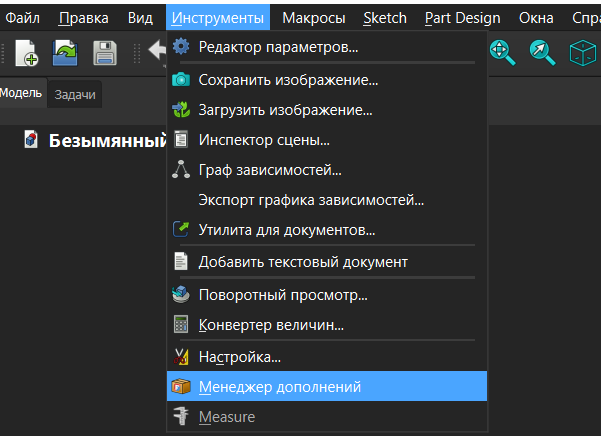 Файл Правка Вид Инструменты Макросы Sketch Part Design Окна Спра
Редактор параметров...
Модель Задачи
Сохранить изображение...
Загрузить изображение...
Безымянный
Инспектор сцены...
Граф зависимостей...
Экспорт графика зависимостей...
Утилита для документов...
Добавить текстовый документ
Поворотный просмотр...
Конвертер величин...
Настройка...
Менеджер дополнений
Measure